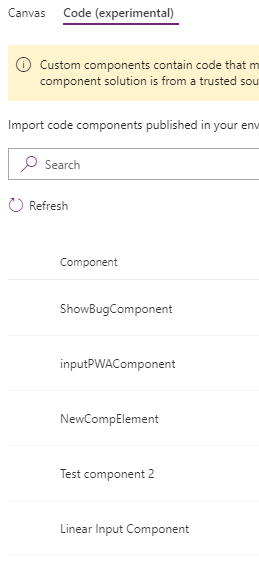 Canvas Code (experimental)
Custom components contain code that m
component solution is from a trusted sou
Import code components published in your env
Search
Refresh
Component
ShowBugComponent
inputPWAComponent
NewCompElement
Test component 2
Linear Input Component